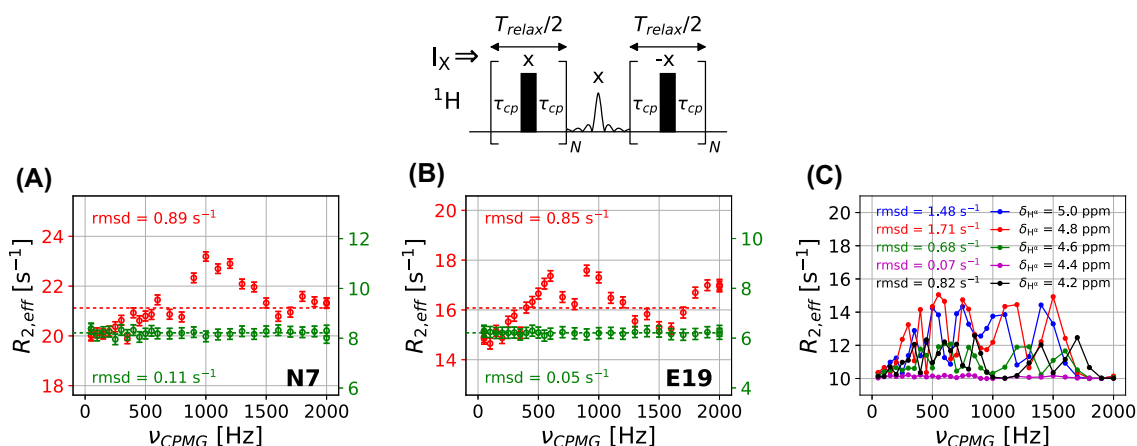 T_relax/2 T_relax/2
I_X ⇒ x x -x
¹H τ_cp τ_cp τ_cp τ_cp
N N
(A)
rmsd = 0.89 s⁻¹
rmsd = 0.11 s⁻¹
N7
R_2,eff [s⁻¹]
24
22
20
18
12
10
8
6
0 500 1000 1500 2000
ν_CPMG [Hz]
(B)
rmsd = 0.85 s⁻¹
rmsd = 0.05 s⁻¹
E19
R_2,eff [s⁻¹]
20
18
16
14
10
8
6
4
0 500 1000 1500 2000
ν_CPMG [Hz]
(C)
rmsd = 1.48 s⁻¹ δ_Hα = 5.0 ppm
rmsd = 1.71 s⁻¹ δ_Hα = 4.8 ppm
rmsd = 0.68 s⁻¹ δ_Hα = 4.6 ppm
rmsd = 0.07 s⁻¹ δ_Hα = 4.4 ppm
rmsd = 0.82 s⁻¹ δ_Hα = 4.2 ppm
R_2,eff [s⁻¹]
20
18
16
14
12
10
0 500 1000 1500 2000
ν_CPMG [Hz]